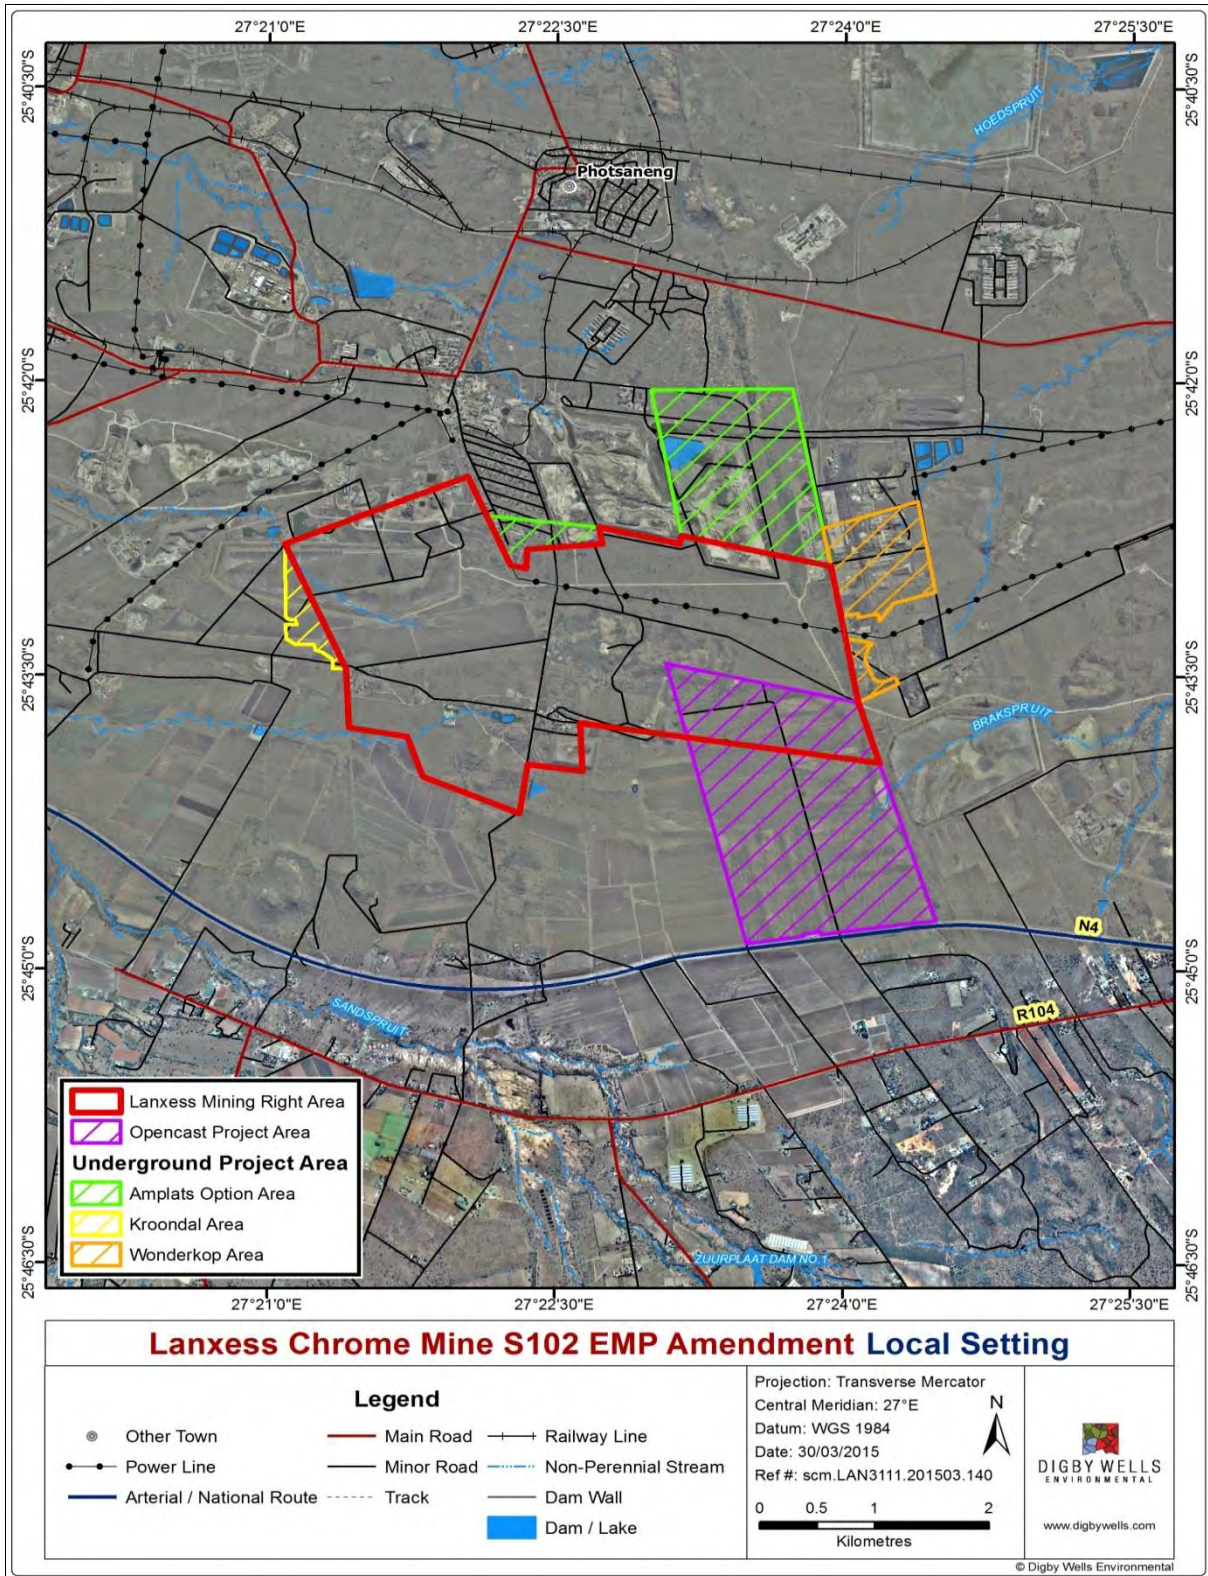 27°21'0"E
27°22'30"E
27°24'0"E
27°25'30"E
25°40'30"S
25°40'30"S
HOEDSPRUIT
Photsaneng
25°42'0"S
25°42'0"S
25°43'30"S
25°43'30"S
BRAKSPRUIT
N4
25°45'0"S
25°45'0"S
SANDSPRUIT
R104
Lanxess Mining Right Area
Opencast Project Area
Underground Project Area
Amplats Option Area
Kroondal Area
Wonderkop Area
ZUURPLAAT DAM NO.1
25°46'30"S
25°46'30"S
27°21'0"E
27°22'30"E
27°24'0"E
27°25'30"E
Lanxess Chrome Mine S102 EMP Amendment Local Setting
Legend
Other Town
Main Road
Railway Line
Power Line
Minor Road
Non-Perennial Stream
Arterial / National Route
Track
Dam Wall
Dam / Lake
Projection: Transverse Mercator
Central Meridian: 27°E
Datum: WGS 1984
Date: 30/03/2015
Ref #: scm.LAN3111.201503.140
N
0 0.5 1 2
Kilometres
DIGBY WELLS
ENVIRONMENTAL
www.digbywells.com
© Digby Wells Environmental